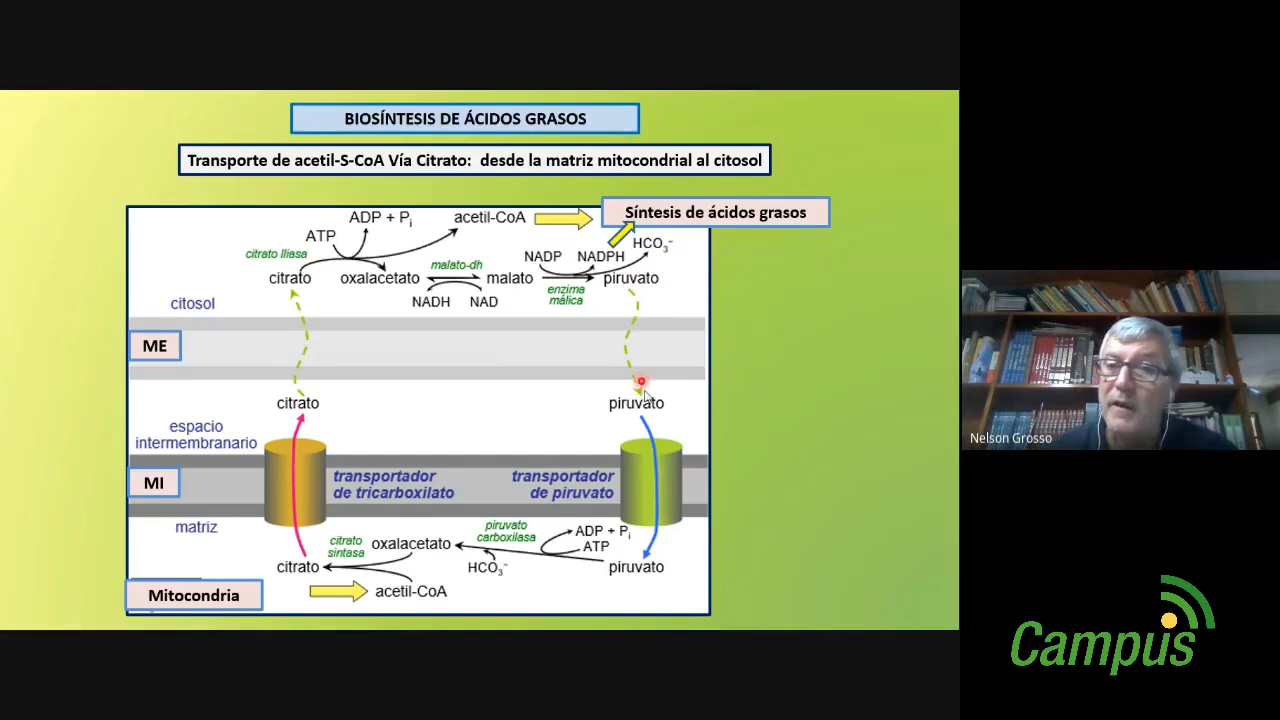 BIOSÍNTESIS DE ÁCIDOS GRASOS
Transporte de acetil-S-CoA Vía Citrato: desde la matriz mitocondrial al citosol
Síntesis de ácidos grasos
ADP + Pi
acetil-CoA
ATP
citrato lliasa
citrato
oxalacetato
malato-dh
malato
NADP
NADPH
HCO3⁻
piruvato
enzima
málica
NADH
NAD
citosol
ME
citrato
piruvato
espacio
intermembranario
MI
transportador
de tricarboxilato
transportador
de piruvato
matriz
citrato
sintasa
oxalacetato
piruvato
carboxilasa
ADP + Pi
ATP
citrato
HCO3⁻
piruvato
acetil-CoA
Mitocondria
Nelson Grosso
Campus